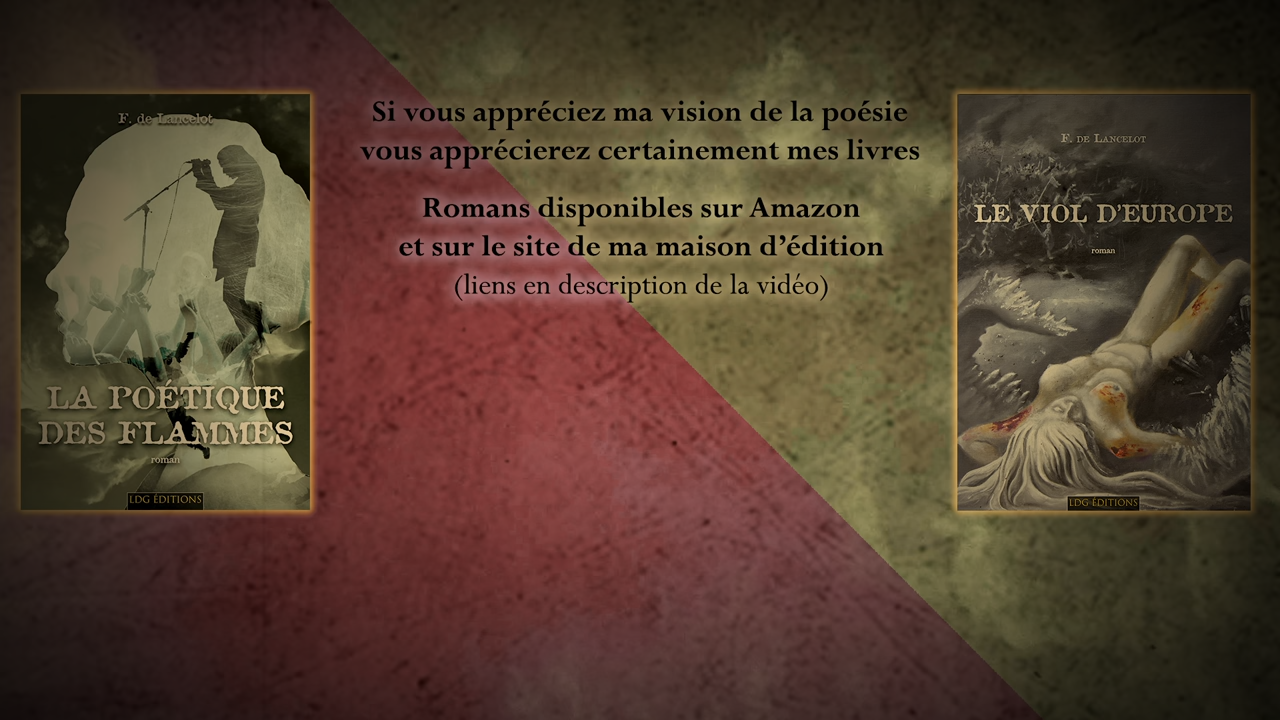 F. de Lancelot
LA POÉTIQUE
DES FLAMMES
roman
LDG ÉDITIONS
Si vous appréciez ma vision de la poésie
vous apprécierez certainement mes livres
Romans disponibles sur Amazon
et sur le site de ma maison d’édition
(liens en description de la vidéo)
F. DE LANCELOT
LE VIOL D'EUROPE
roman
LDG ÉDITIONS